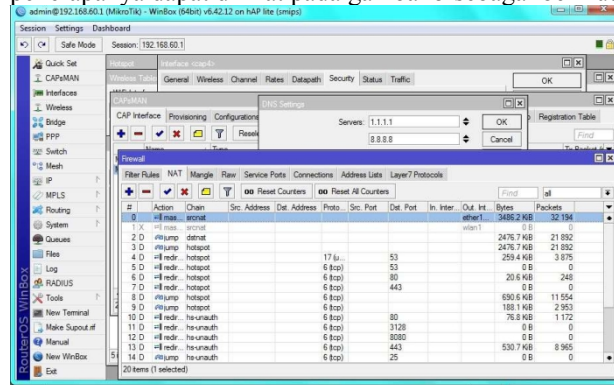 admin@192.168.60.1 (MikroTik) - WinBox (64bit) v6.42.12 on hAP lite (smips)
Session Settings Dashboard
Safe Mode Session: 192.168.60.1
Quick Set
CAPsMAN
Interfaces
Wireless
Bridge
PPP
Switch
Mesh
IP
MPLS
Routing
System
Queues
Files
Log
RADIUS
Tools
New Terminal
Make Supout.rif
Manual
New WinBox
Exit
RouterOS WinBox
Hotspot
Interface <cap4>
Wireless Tables
General Wireless Channel Rates Datapath Security Status Traffic
OK
CAPsMAN
CAP Interface Provisioning Configurations
Registration Table
Find
DNS Settings
Servers: 1.1.1.1
8.8.8.8
OK
Cancel
Firewall
Filter Rules NAT Mangle Raw Service Ports Connections Address Lists Layer7 Protocols
00 Reset Counters 00 Reset All Counters Find all
# Action Chain Src. Address Dst. Address Proto... Src. Port Dst. Port In. Inter... Out. Int... Bytes Packets
0 mas... srcnat ether1... 3486.2 KiB 32 194
1 X mas... srcnat wlan1 0 B 0
2 D jump dstnat 2476.7 KiB 21 892
3 D jump hotspot 2476.7 KiB 21 892
4 D redir... hotspot 17 (u... 53 259.4 KiB 3 875
5 D redir... hotspot 6 (tcp) 53 0 B 0
6 D redir... hotspot 6 (tcp) 80 20.6 KiB 248
7 D redir... hotspot 6 (tcp) 443 0 B 0
8 D jump hotspot 6 (tcp) 690.6 KiB 11 554
9 D jump hotspot 6 (tcp) 188.1 KiB 2 953
10 D redir... hs-unauth 6 (tcp) 80 76.8 KiB 1 172
11 D redir... hs-unauth 6 (tcp) 3128 0 B 0
12 D redir... hs-unauth 6 (tcp) 8080 0 B 0
13 D redir... hs-unauth 6 (tcp) 443 530.7 KiB 8 965
14 D jump hs-unauth 6 (tcp) 25 0 B 0
20 items (1 selected)